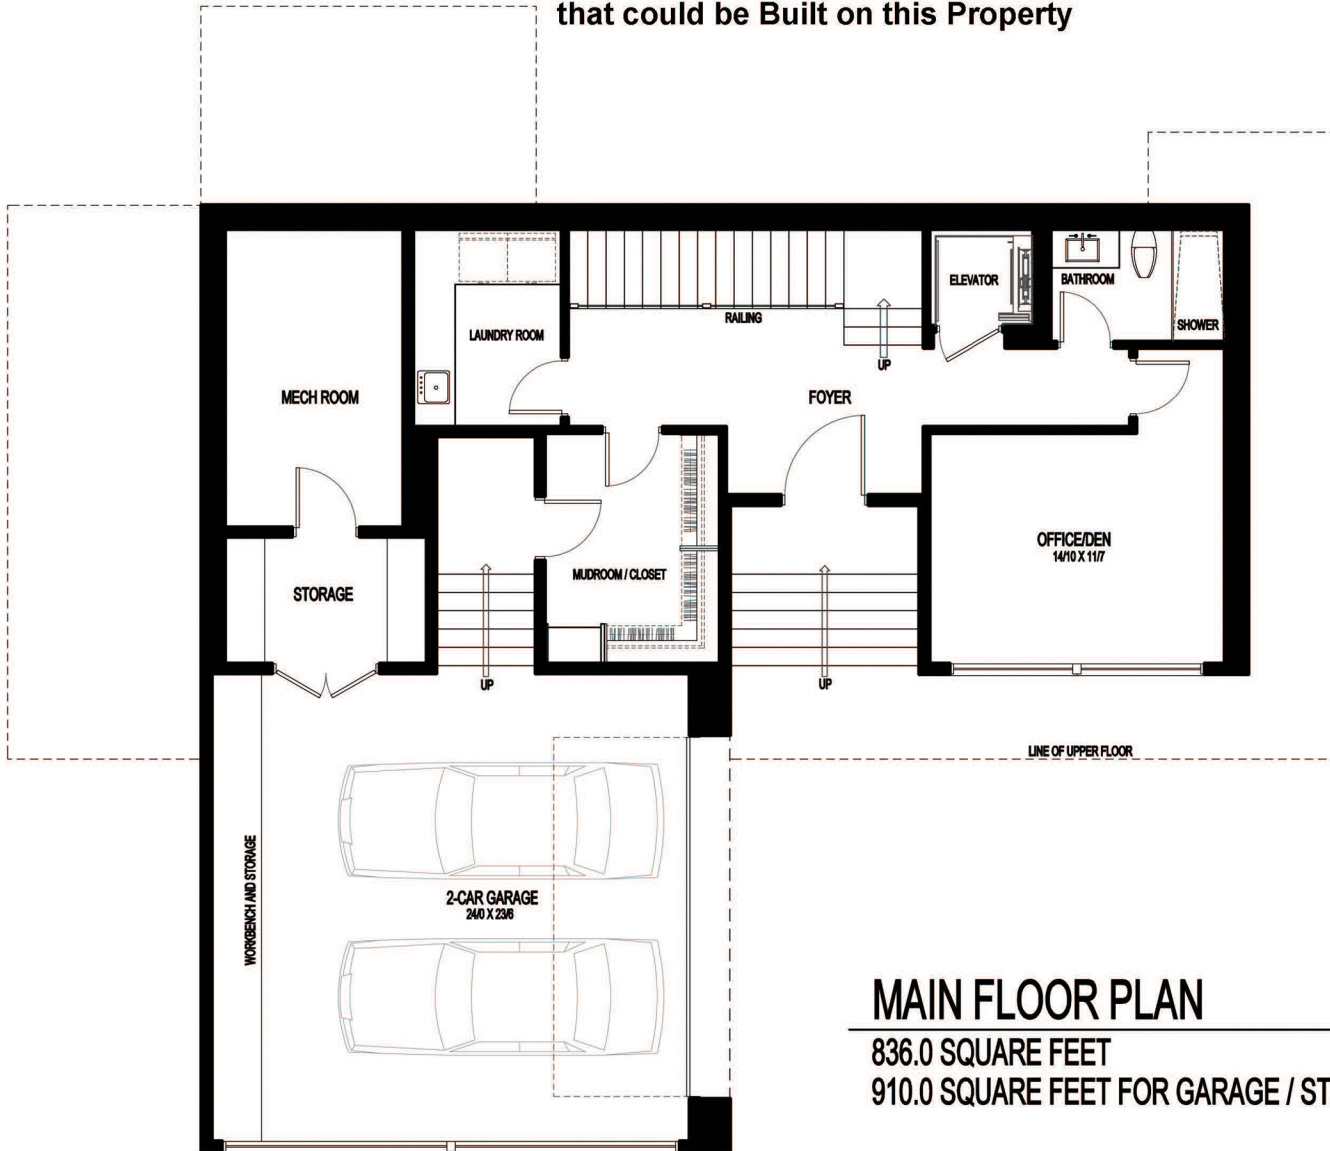 that could be Built on this Property
ELEVATOR
BATHROOM
RAILING
SHOWER
LAUNDRY ROOM
UP
MECH ROOM
FOYER
OFFICE/DEN
14/10 X 11/7
MUDROOM / CLOSET
STORAGE
UP
UP
LINE OF UPPER FLOOR
WORKBENCH AND STORAGE
2-CAR GARAGE
24/0 X 23/6
MAIN FLOOR PLAN
836.0 SQUARE FEET
910.0 SQUARE FEET FOR GARAGE / ST